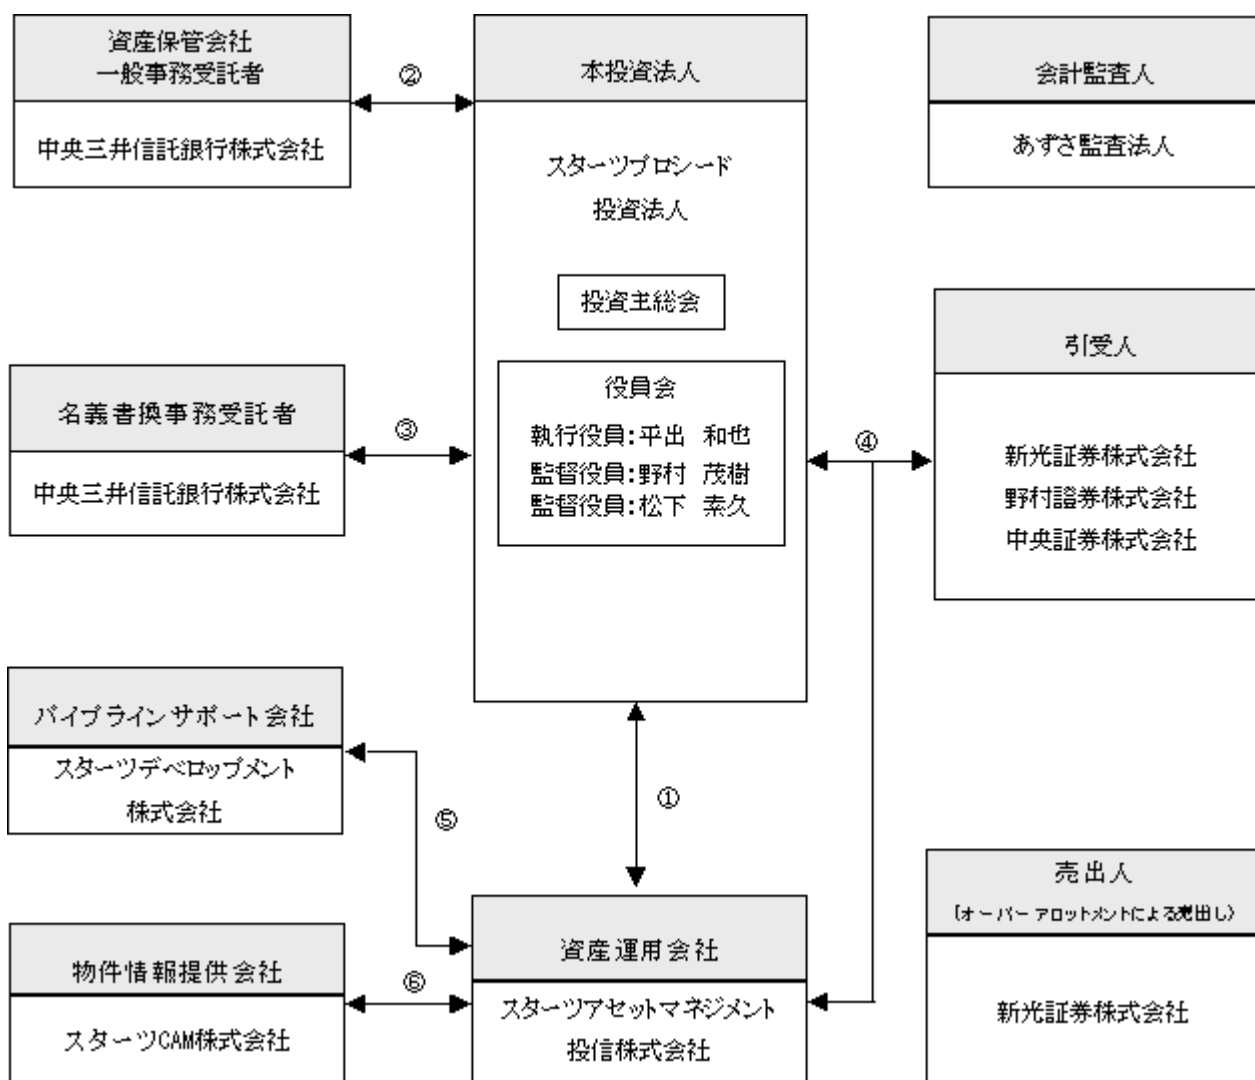 資産保管会社
一般事務受託者
中央三井信託銀行株式会社
②
本投資法人
スターツプロシード
投資法人
投資主総会
役員会
執行役員:平出 和也
監督役員:野村 茂樹
監督役員:松下 素久
会計監査人
あずさ監査法人
名義書換事務受託者
中央三井信託銀行株式会社
③
④
引受人
新光証券株式会社
野村證券株式会社
中央証券株式会社
パイプラインサポート会社
スターツデベロップメント
株式会社
⑤
①
物件情報提供会社
スターツCAM株式会社
⑥
資産運用会社
スターツアセットマネジメント
投信株式会社
売出人
(オーバーアロットメントによる売出し)
新光証券株式会社